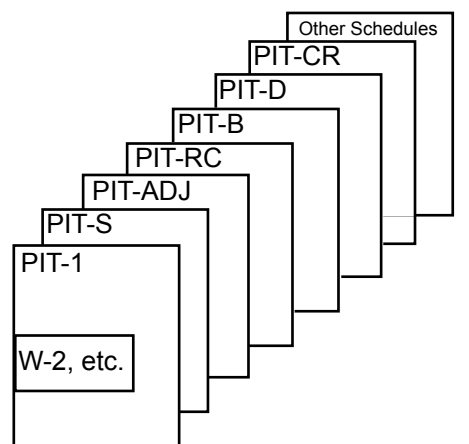 Other Schedules
PIT-CR
PIT-D
PIT-B
PIT-RC
PIT-ADJ
PIT-S
PIT-1
W-2, etc.